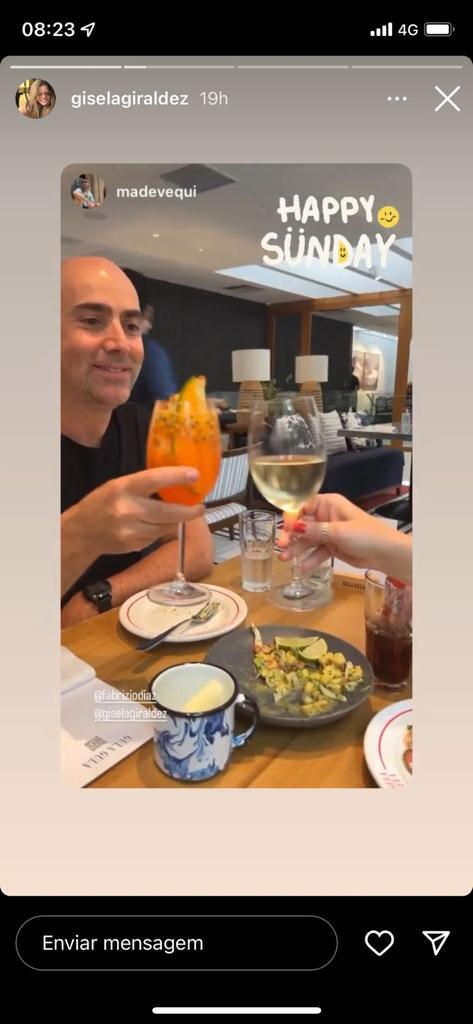 08:23
4G
giselagiraldez 19h
madevequi
HAPPY
SÜNDAY
@fabriziodiaz
@giselagiraldez
Enviar mensagem